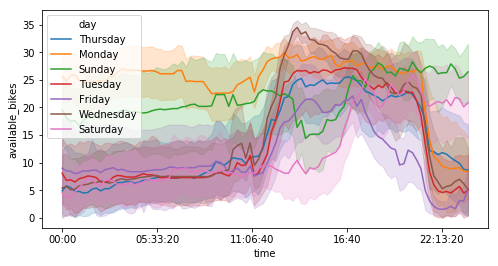 day
Thursday
Monday
Sunday
Tuesday
Friday
Wednesday
Saturday
available_bikes
35
30
25
20
15
10
5
0
00:00 05:33:20 11:06:40 16:40 22:13:20
time